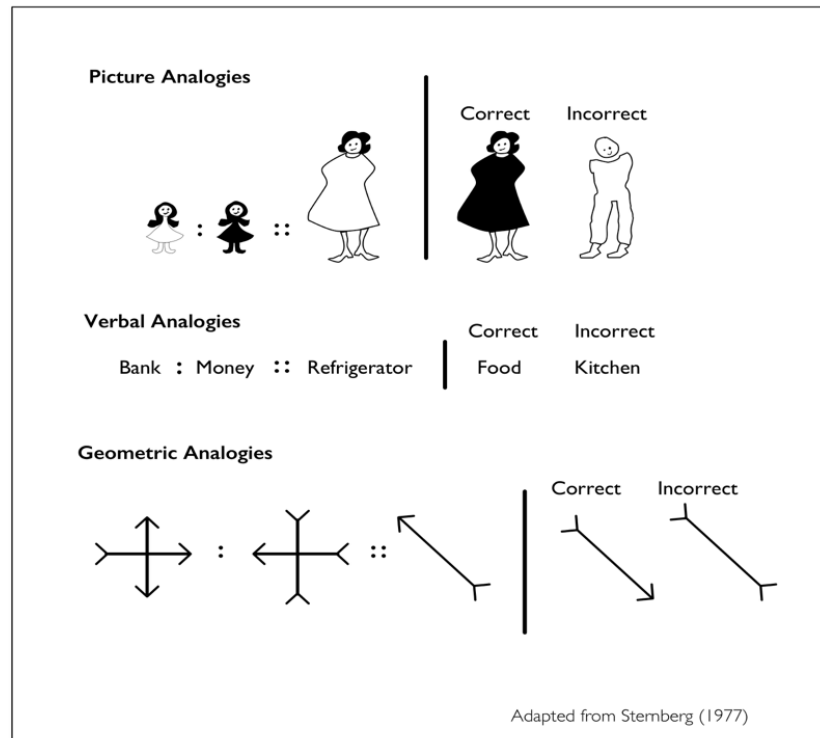 Picture Analogies
Correct Incorrect
: ::
Verbal Analogies
Correct Incorrect
Bank : Money :: Refrigerator Food Kitchen
Geometric Analogies
Correct Incorrect
: ::
Adapted from Sternberg (1977)